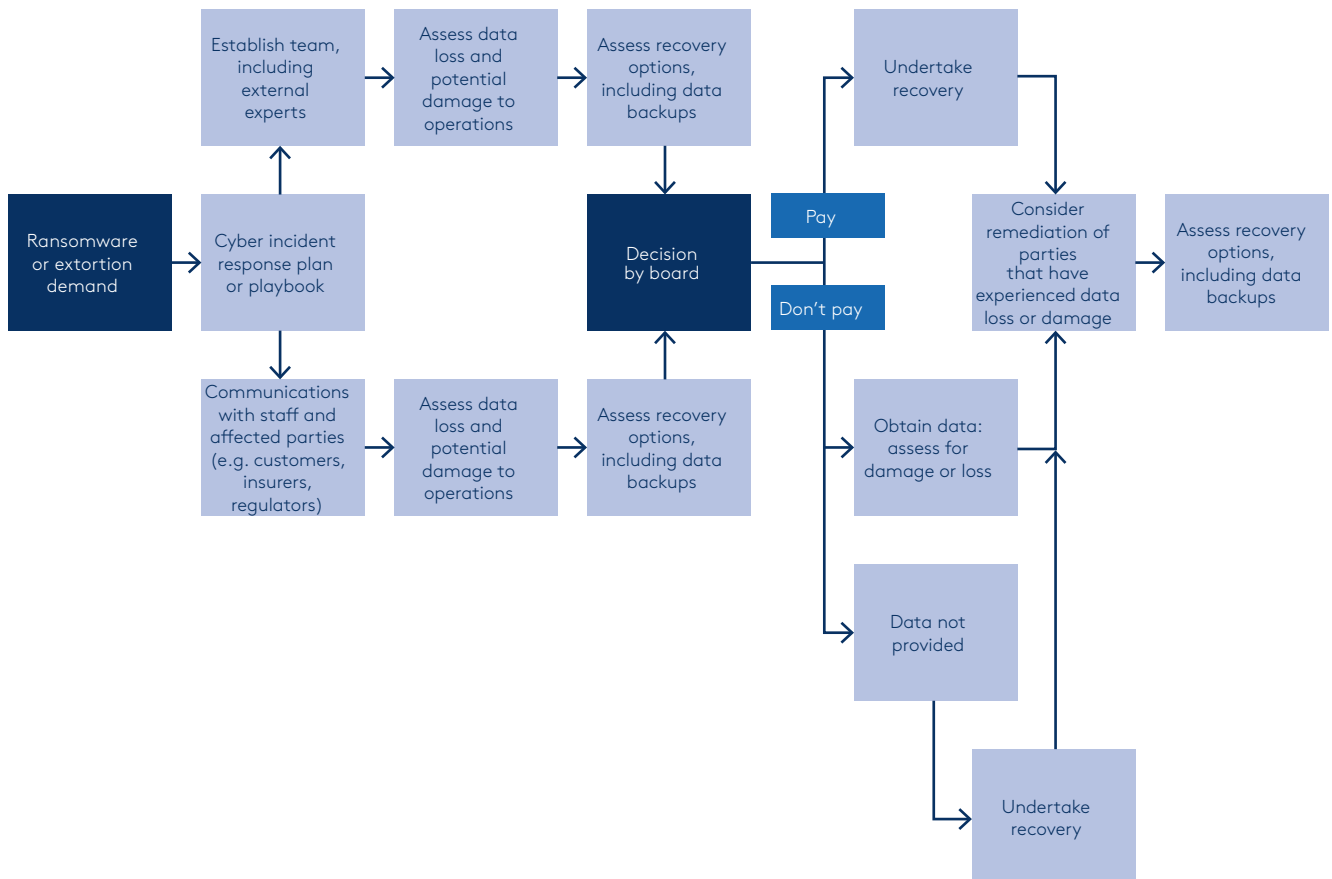 Establish team,
including
external
experts
Assess data
loss and
potential
damage to
operations
Assess recovery
options,
including data
backups
Undertake
recovery
Ransomware
or extortion
demand
Cyber incident
response plan
or playbook
Decision
by board
Pay
Don't pay
Consider
remediation of
parties
that have
experienced data
loss or damage
Assess recovery
options,
including data
backups
Communications
with staff and
affected parties
(e.g. customers,
insurers,
regulators)
Assess data
loss and
potential
damage to
operations
Assess recovery
options,
including data
backups
Obtain data:
assess for
damage or loss
Data not
provided
Undertake
recovery